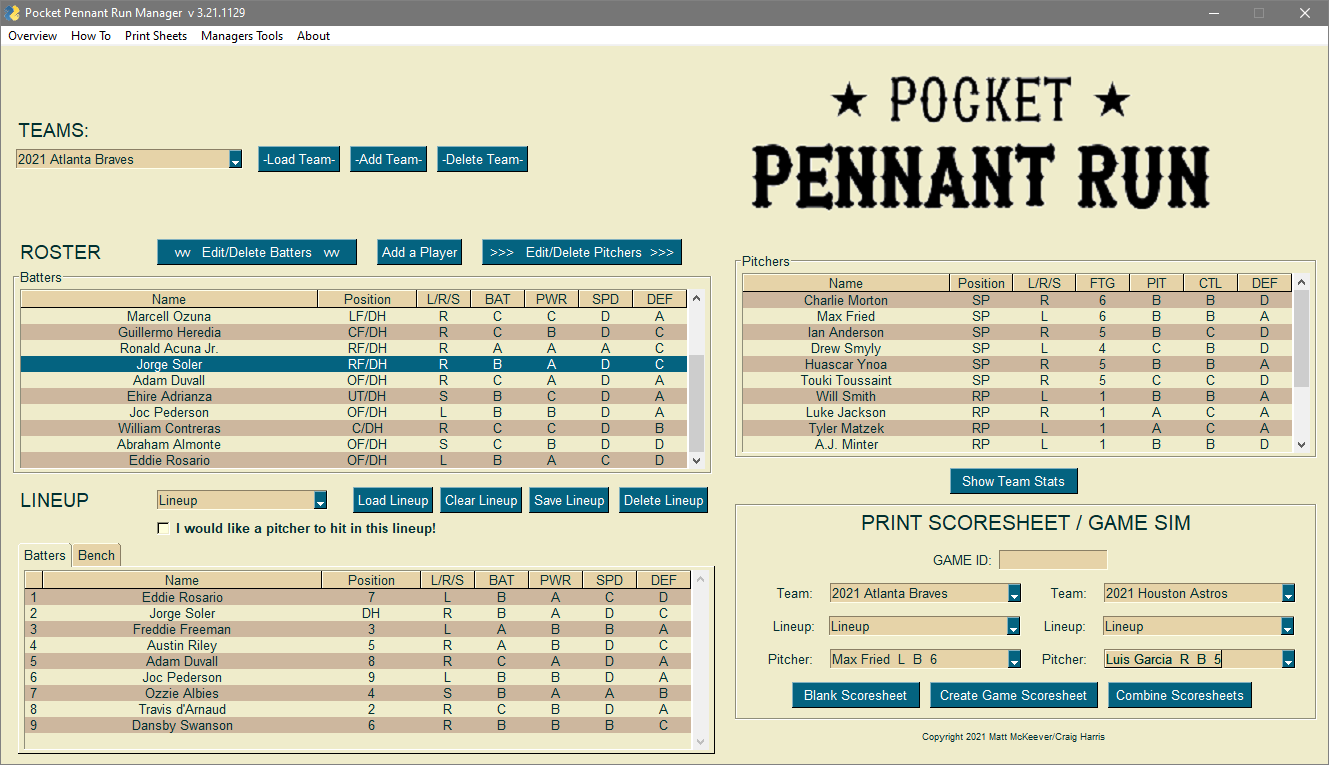 Pocket Pennant Run Manager v 3.21.1129
Overview How To Print Sheets Managers Tools About
★ POCKET ★
PENNANT RUN
TEAMS:
2021 Atlanta Braves -Load Team- -Add Team- -Delete Team-
ROSTER vv Edit/Delete Batters vv Add a Player >>> Edit/Delete Pitchers >>>
Batters
Name Position L/R/S BAT PWR SPD DEF
Marcell Ozuna LF/DH R C C D A
Guillermo Heredia CF/DH R C B D C
Ronald Acuna Jr. RF/DH R A A A C
Jorge Soler RF/DH R B A D C
Adam Duvall OF/DH R C A D A
Ehire Adrianza UT/DH S B C D A
Joc Pederson OF/DH L B B D A
William Contreras C/DH R C C D B
Abraham Almonte OF/DH S C B D D
Eddie Rosario OF/DH L B A C D
Pitchers
Name Position L/R/S FTG PIT CTL DEF
Charlie Morton SP R 6 B B D
Max Fried SP L 6 B B A
Ian Anderson SP R 5 B C D
Drew Smyly SP L 4 C B D
Huascar Ynoa SP R 5 B B A
Touki Toussaint SP R 5 C C D
Will Smith RP L 1 B B A
Luke Jackson RP R 1 A C A
Tyler Matzek RP L 1 A C A
A.J. Minter RP L 1 B B D
Show Team Stats
LINEUP Lineup Load Lineup Clear Lineup Save Lineup Delete Lineup
I would like a pitcher to hit in this lineup!
Batters Bench
Name Position L/R/S BAT PWR SPD DEF
1 Eddie Rosario 7 L B A C D
2 Jorge Soler DH R B A D C
3 Freddie Freeman 3 L A B B A
4 Austin Riley 5 R A B D C
5 Adam Duvall 8 R C A D A
6 Joc Pederson 9 L B B D A
7 Ozzie Albies 4 S B A A B
8 Travis d'Arnaud 2 R C B D A
9 Dansby Swanson 6 R B B B C
PRINT SCORESHEET / GAME SIM
GAME ID:
Team: 2021 Atlanta Braves Team: 2021 Houston Astros
Lineup: Lineup Lineup: Lineup
Pitcher: Max Fried L B 6 Pitcher: Luis Garcia R B 5
Blank Scoresheet Create Game Scoresheet Combine Scoresheets
Copyright 2021 Matt McKeever/Craig Harris